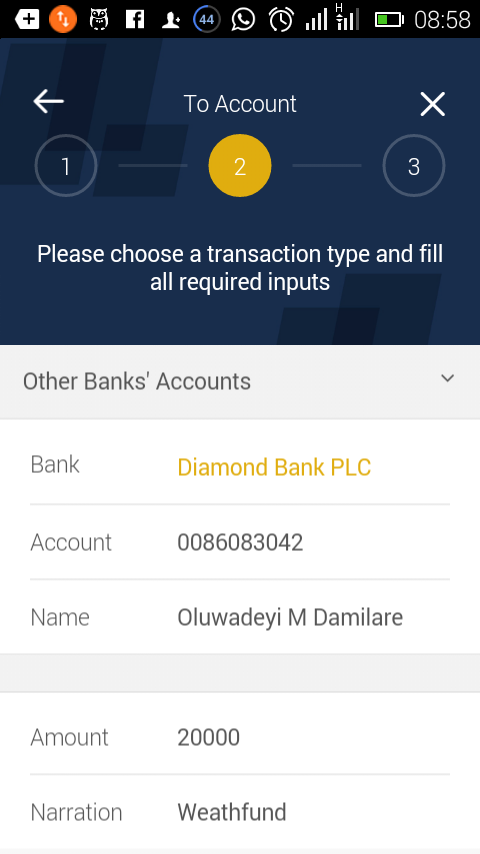 44 H 08:58
To Account
1 2 3
Please choose a transaction type and fill
all required inputs
Other Banks' Accounts
Bank Diamond Bank PLC
Account 0086083042
Name Oluwadeyi M Damilare
Amount 20000
Narration Weathfund